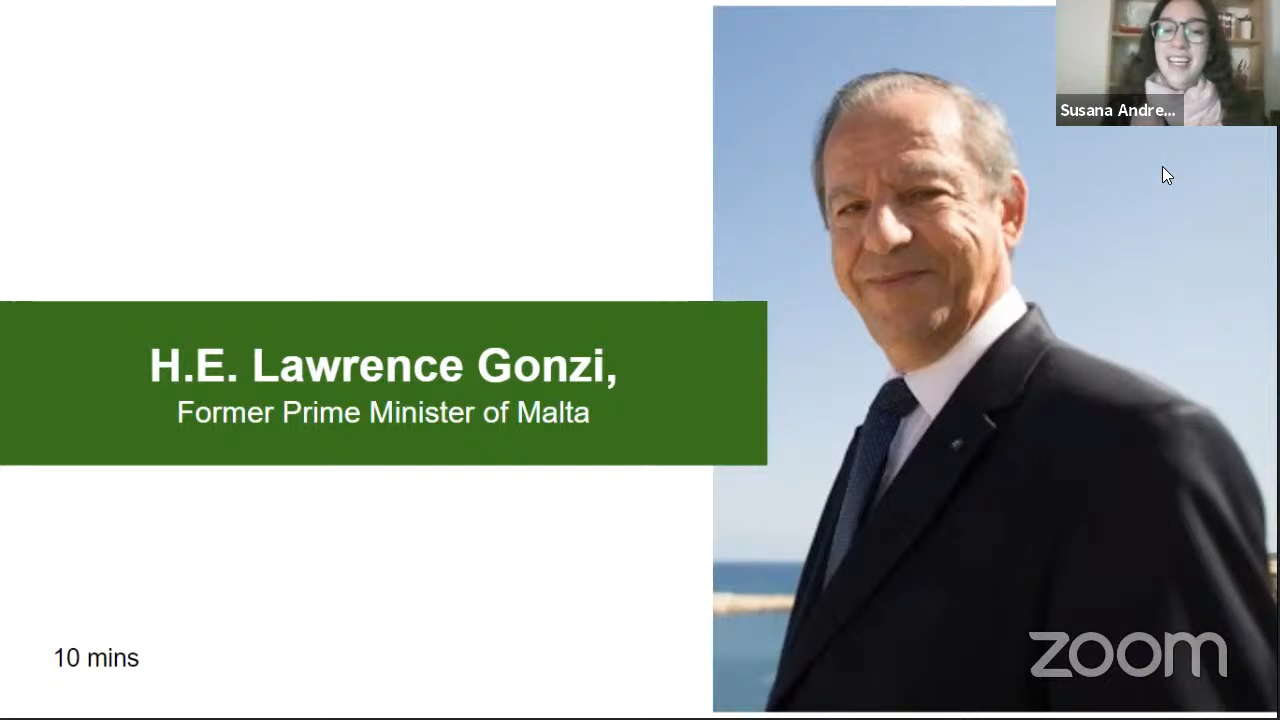 Susana Andre...
H.E. Lawrence Gonzi,
Former Prime Minister of Malta
10 mins
zoom